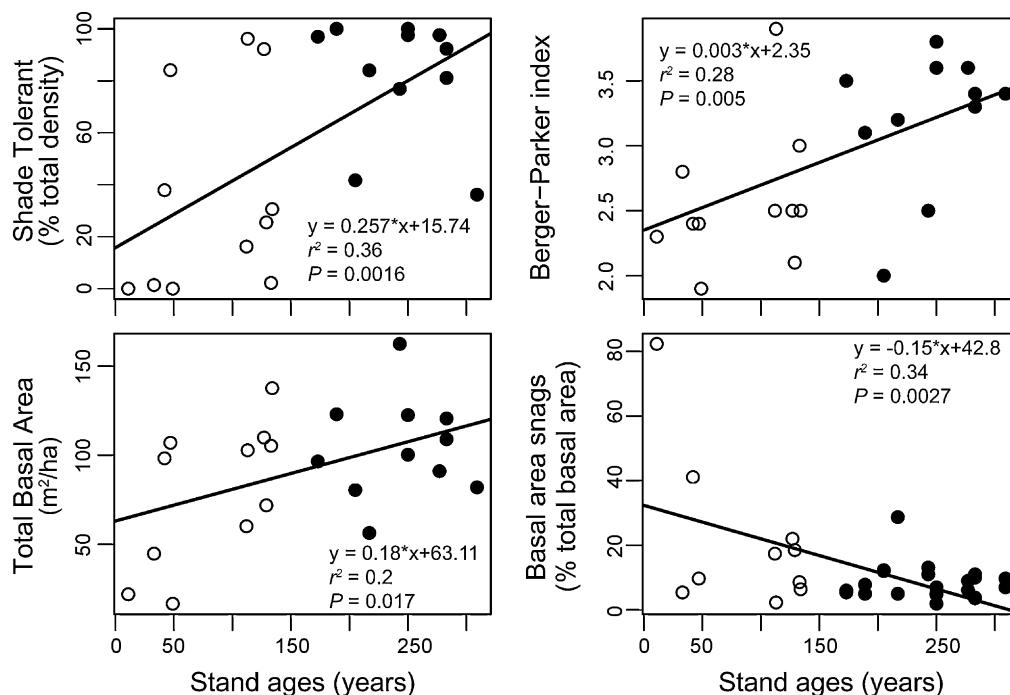 Shade Tolerant
(% total density)
100
60
20
0
y = 0.257*x+15.74
r² = 0.36
P = 0.0016
Berger−Parker index
3.5
3.0
2.5
2.0
y = 0.003*x+2.35
r² = 0.28
P = 0.005
Total Basal Area
(m²/ha)
150
100
50
y = 0.18*x+63.11
r² = 0.2
P = 0.017
0 50 150 250
Stand ages (years)
Basal area snags
(% total basal area)
80
60
40
20
0
y = -0.15*x+42.8
r² = 0.34
P = 0.0027
0 50 150 250
Stand ages (years)